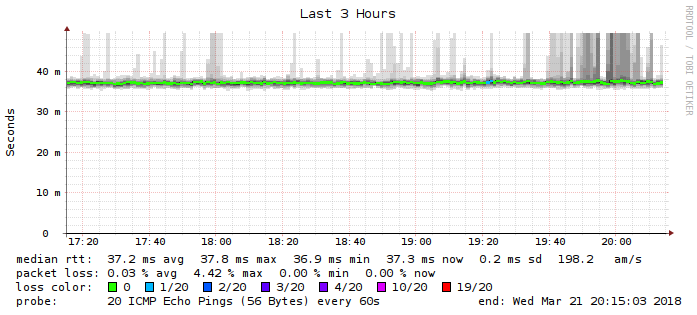 Last 3 Hours
RRDTOOL / TOBI OETIKER
Seconds
40 m
30 m
20 m
10 m
0
17:20 17:40 18:00 18:20 18:40 19:00 19:20 19:40 20:00
median rtt: 37.2 ms avg 37.8 ms max 36.9 ms min 37.3 ms now 0.2 ms sd 198.2 am/s
packet loss: 0.03 % avg 4.42 % max 0.00 % min 0.00 % now
loss color: 0 1/20 2/20 3/20 4/20 10/20 19/20
probe: 20 ICMP Echo Pings (56 Bytes) every 60s end: Wed Mar 21 20:15:03 2018